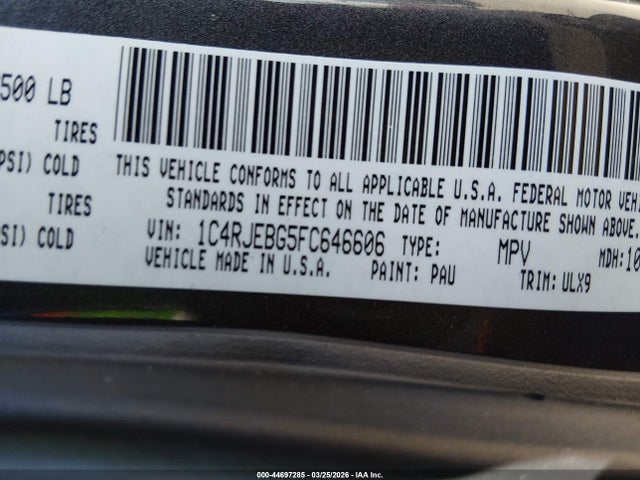 500 LB
TIRES
PSI) COLD
TIRES
SI) COLD
THIS VEHICLE CONFORMS TO ALL APPLICABLE U.S.A. FEDERAL MOTOR VEHI
STANDARDS IN EFFECT ON THE DATE OF MANUFACTURE SHOWN ABOVE.
VIN: 1C4RJEBG5FC646606 TYPE: MPV MDH:10
VEHICLE MADE IN U.S.A. PAINT: PAU TRIM: ULX9
000-44697285 - 03/25/2026 - IAA Inc.